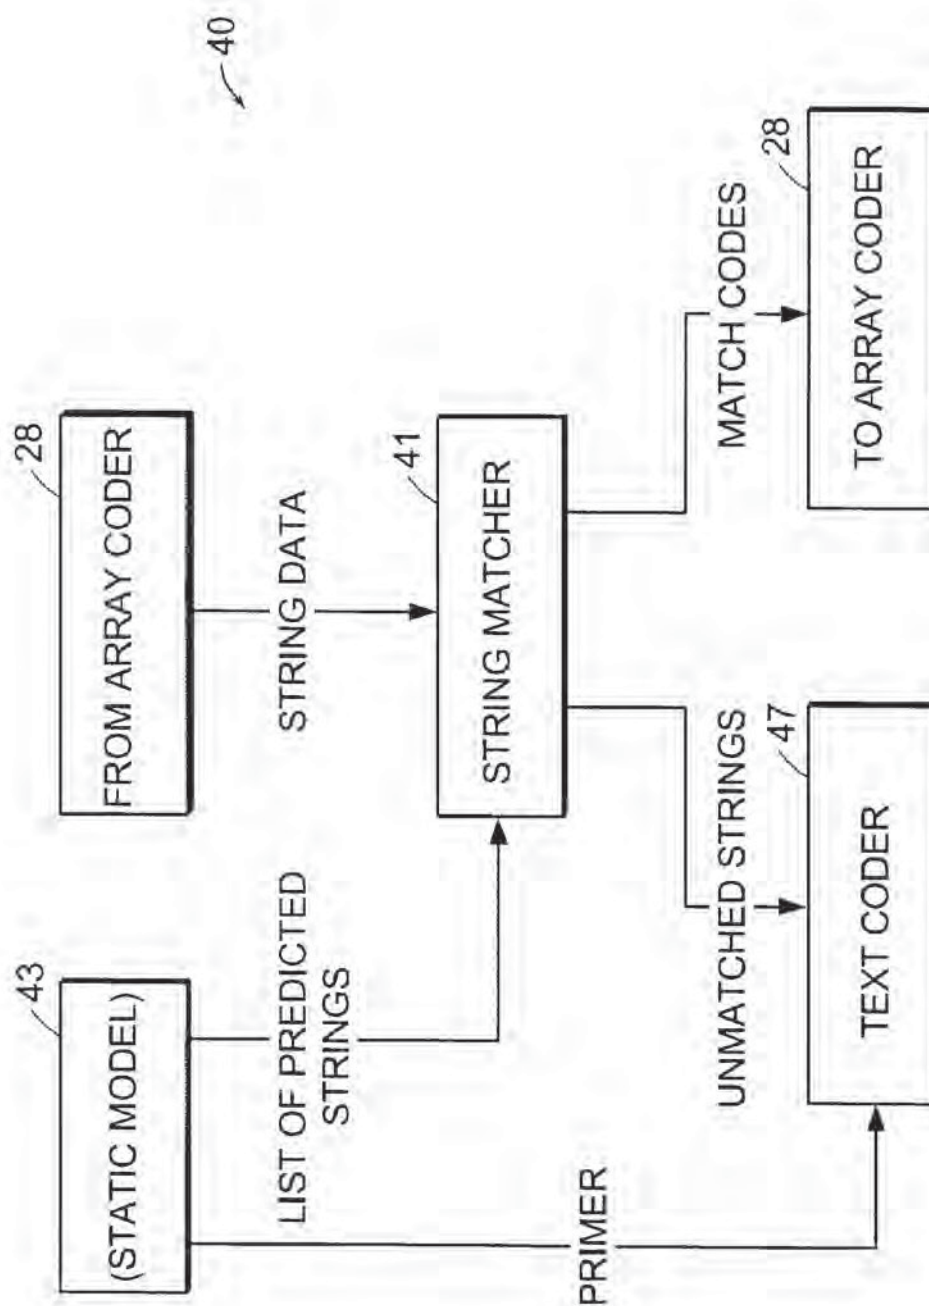 40
43
(STATIC MODEL)
28
FROM ARRAY CODER
LIST OF PREDICTED
STRINGS
STRING DATA
41
STRING MATCHER
PRIMER
UNMATCHED STRINGS
MATCH CODES
47
TEXT CODER
28
TO ARRAY CODER